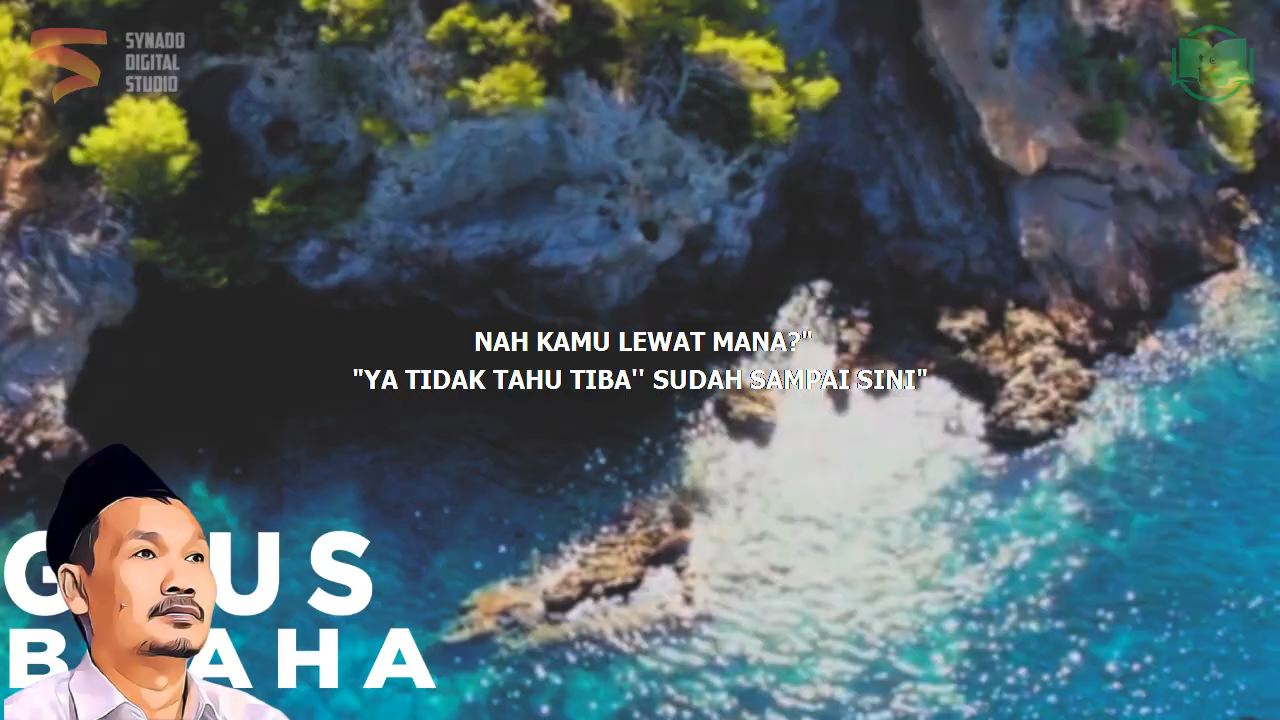 SYNADO
DIGITAL
STUDIO
NAH KAMU LEWAT MANA?"
"YA TIDAK TAHU TIBA'' SUDAH SAMPAI SINI"
GUS
BAHA